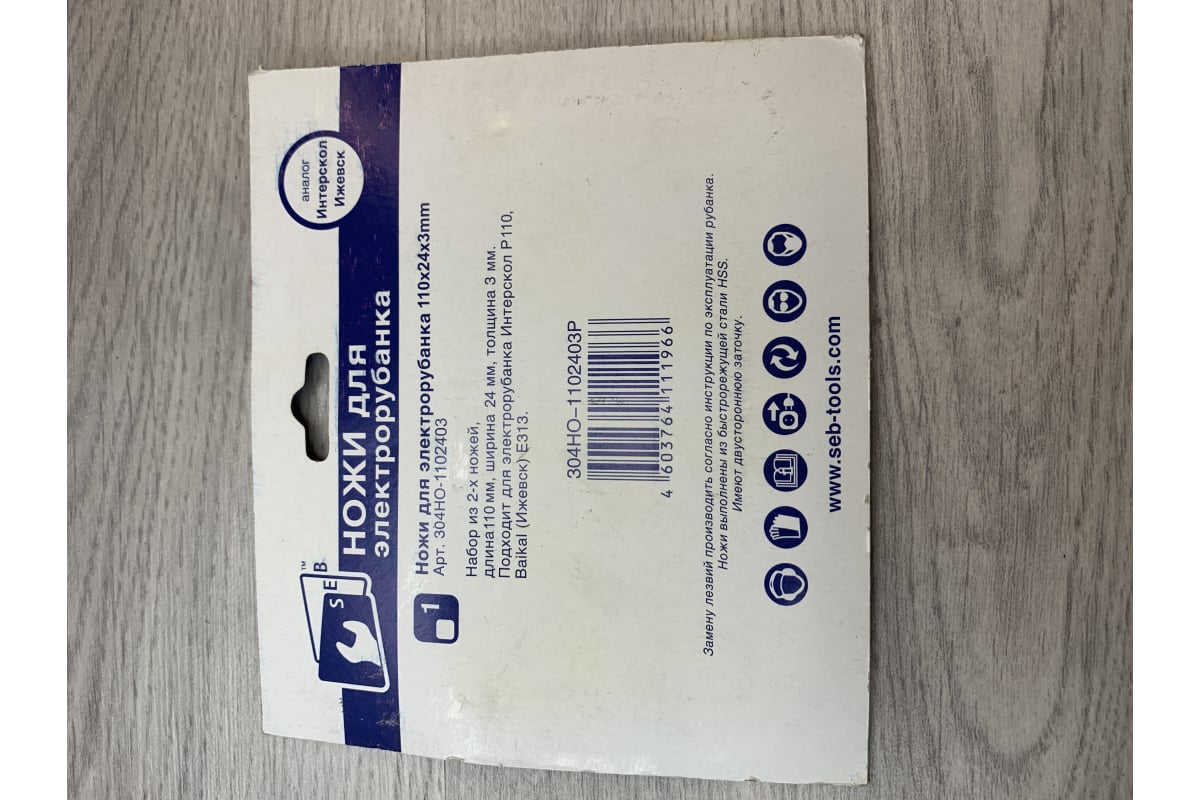 S E B ™
НОЖИ ДЛЯ
электрорубанка
аналог
Интерскол
Ижевск
1
Ножи для электрорубанка 110x24x3mm
Арт. 304НО-1102403
Набор из 2-х ножей,
длина110 мм, ширина 24 мм, толщина 3 мм.
Подходит для электрорубанка Интерскол Р110,
Baikal (Ижевск) Е313.
304НО–1102403Р
4 603764 111966
Замену лезвий производить согласно инструкции по эксплуатации рубанка.
Ножи выполнены из быстрорежущей стали HSS.
Имеют двустороннюю заточку.
www.seb-tools.com